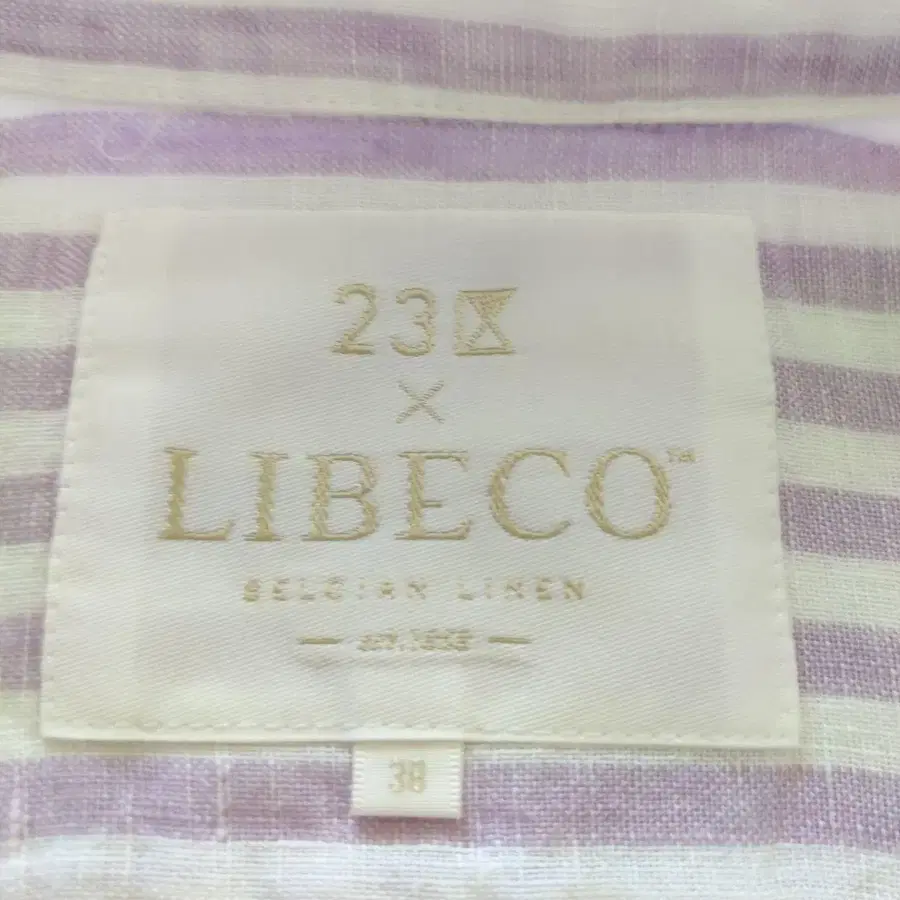 23区
×
LIBECO™
BELGIAN LINEN
38